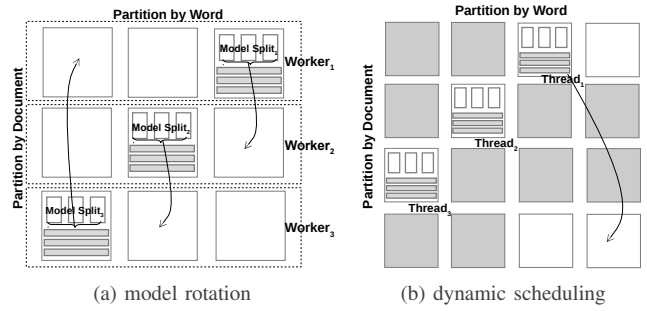 Partition by Word
Partition by Document
Model Split1
Worker1
Model Split2
Worker2
Model Split3
Worker3
(a) model rotation
Partition by Word
Partition by Document
Thread1
Thread2
Thread3
(b) dynamic scheduling